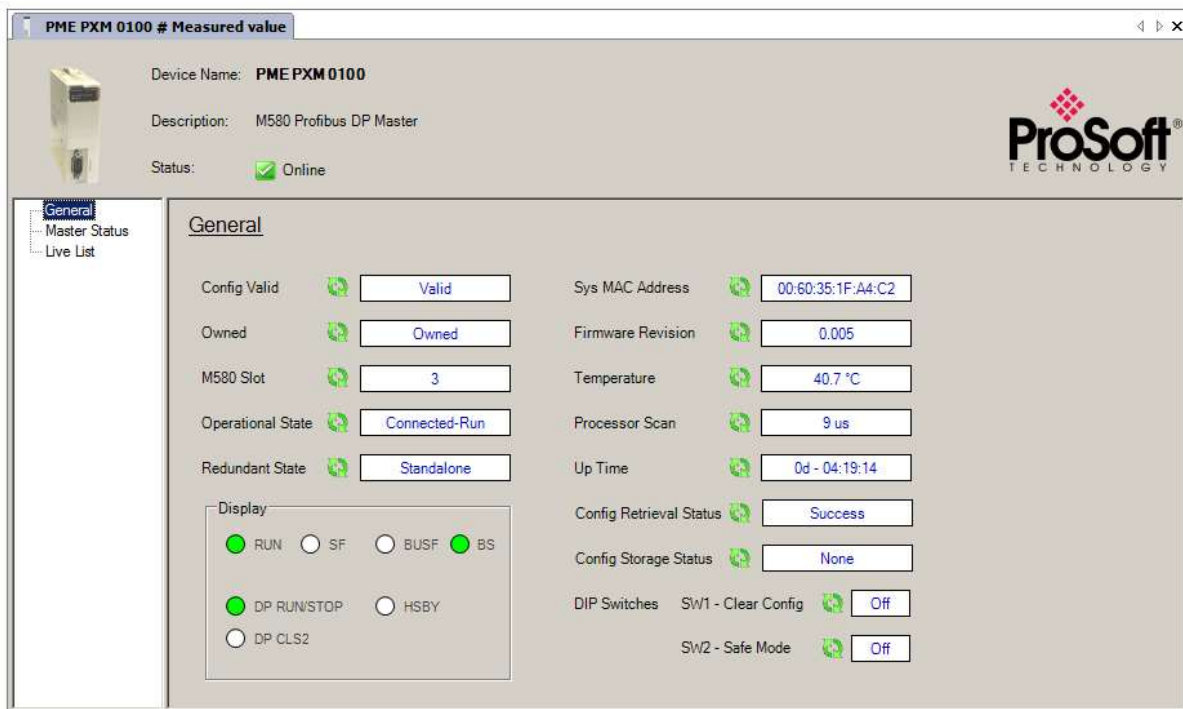 PME PXM 0100 # Measured value
Device Name: PME PXM 0100
Description: M580 Profibus DP Master
Status: Online
ProSoft®
TECHNOLOGY
General
Master Status
Live List
General
Config Valid Valid
Owned Owned
M580 Slot 3
Operational State Connected-Run
Redundant State Standalone
Display
RUN SF BUSF BS
DP RUN/STOP HSBY
DP CLS2
Sys MAC Address 00:60:35:1F:A4:C2
Firmware Revision 0.005
Temperature 40.7 °C
Processor Scan 9 us
Up Time 0d - 04:19:14
Config Retrieval Status Success
Config Storage Status None
DIP Switches SW1 - Clear Config Off
SW2 - Safe Mode Off